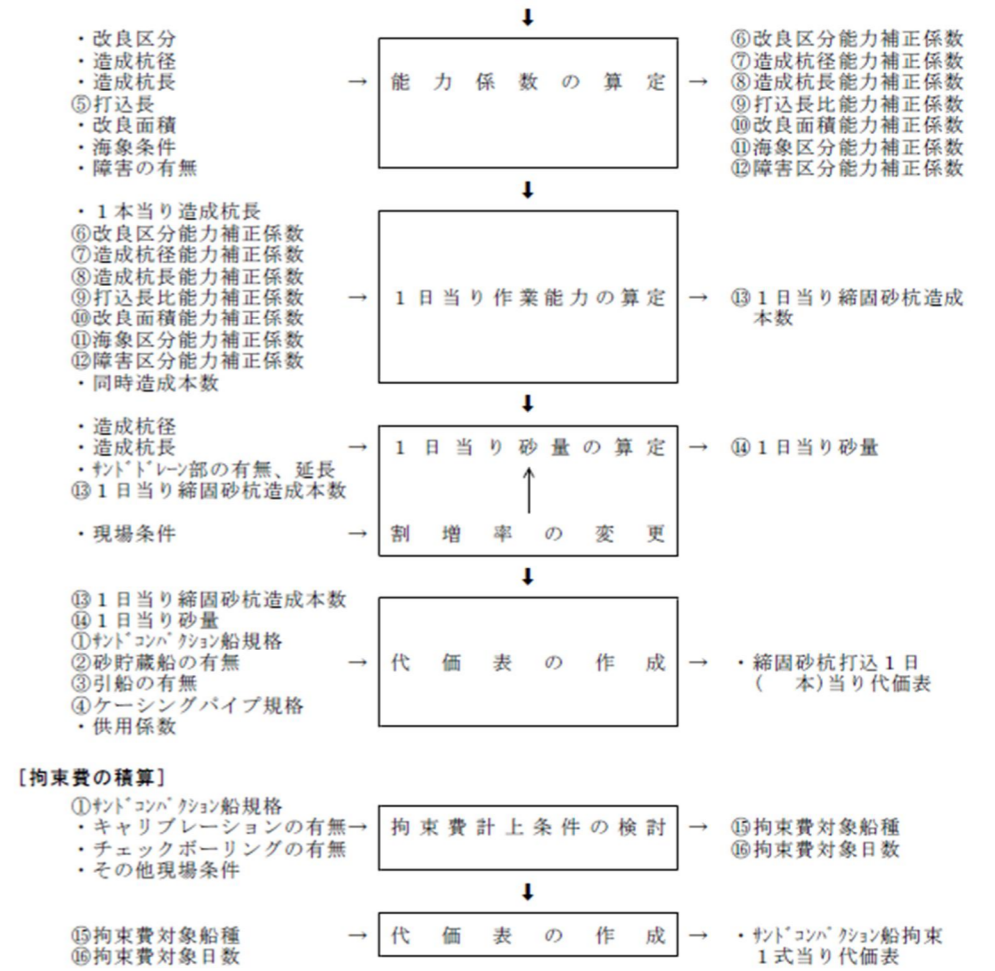 ⬇
・改良区分
・造成杭径
・造成杭長
⑤打込長
・改良面積
・海象条件
・障害の有無
→
能力係数の算定
→
⑥改良区分能力補正係数
⑦造成杭径能力補正係数
⑧造成杭長能力補正係数
⑨打込長比能力補正係数
⑩改良面積能力補正係数
⑪海象区分能力補正係数
⑫障害区分能力補正係数
⬇
・1本当り造成杭長
⑥改良区分能力補正係数
⑦造成杭径能力補正係数
⑧造成杭長能力補正係数
⑨打込長比能力補正係数
⑩改良面積能力補正係数
⑪海象区分能力補正係数
⑫障害区分能力補正係数
・同時造成本数
→
1日当り作業能力の算定
→
⑬1日当り締固砂杭造成
本数
⬇
・造成杭径
・造成杭長
・ｻﾝﾄﾞﾄﾞﾚｰﾝ部の有無、延長
⑬1日当り締固砂杭造成本数
→
1日当り砂量の算定
→
⑭1日当り砂量
↑
・現場条件
→
割増率の変更
⬇
⑬1日当り締固砂杭造成本数
⑭1日当り砂量
①ｻﾝﾄﾞｺﾝﾊﾟｸｼｮﾝ船規格
②砂貯蔵船の有無
③引船の有無
④ケーシングパイプ規格
・供用係数
→
代価表の作成
→
・締固砂杭打込1日
(　本)当り代価表
[拘束費の積算]
①ｻﾝﾄﾞｺﾝﾊﾟｸｼｮﾝ船規格
・キャリブレーションの有無→
・チェックボーリングの有無
・その他現場条件
拘束費計上条件の検討
→
⑮拘束費対象船種
⑯拘束費対象日数
⬇
⑮拘束費対象船種
⑯拘束費対象日数
→
代価表の作成
→
・ｻﾝﾄﾞｺﾝﾊﾟｸｼｮﾝ船拘束
1式当り代価表